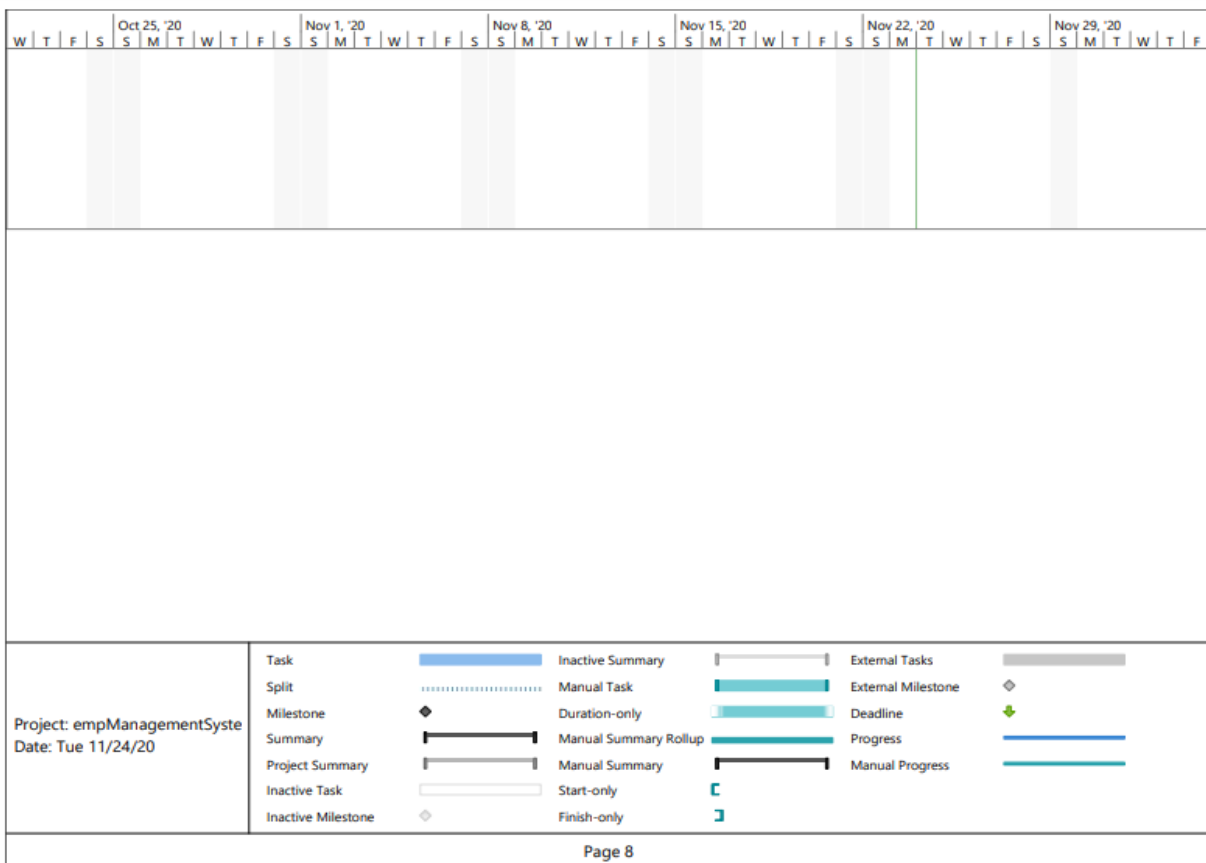 Oct 25, '20 Nov 1, '20 Nov 8, '20 Nov 15, '20 Nov 22, '20 Nov 29, '20
W T F S S M T W T F S S M T W T F S S M T W T F S S M T W T F S S M T W T F S S M T W T F
Task
Split
Milestone
Summary
Project Summary
Inactive Task
Inactive Milestone
Inactive Summary
Manual Task
Duration-only
Manual Summary Rollup
Manual Summary
Start-only
Finish-only
External Tasks
External Milestone
Deadline
Progress
Manual Progress
Project: empManagementSyste
Date: Tue 11/24/20
Page 8